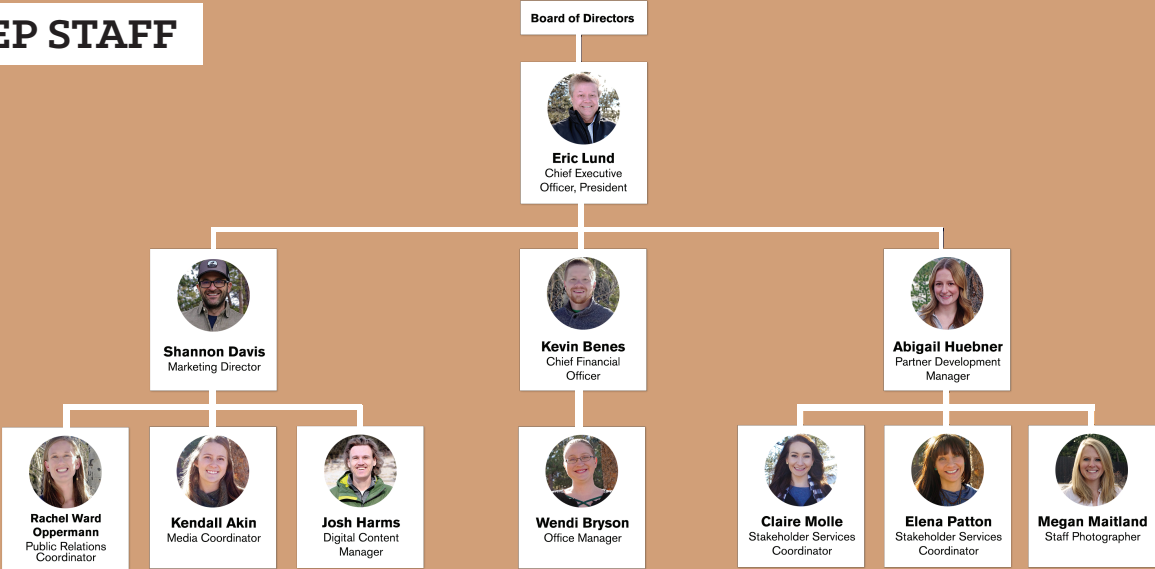 EP STAFF
Board of Directors
Eric Lund
Chief Executive
Officer, President
Shannon Davis
Marketing Director
Kevin Benes
Chief Financial
Officer
Abigail Huebner
Partner Development
Manager
Rachel Ward
Oppermann
Public Relations
Coordinator
Kendall Akin
Media Coordinator
Josh Harms
Digital Content
Manager
Wendi Bryson
Office Manager
Claire Molle
Stakeholder Services
Coordinator
Elena Patton
Stakeholder Services
Coordinator
Megan Maitland
Staff Photographer